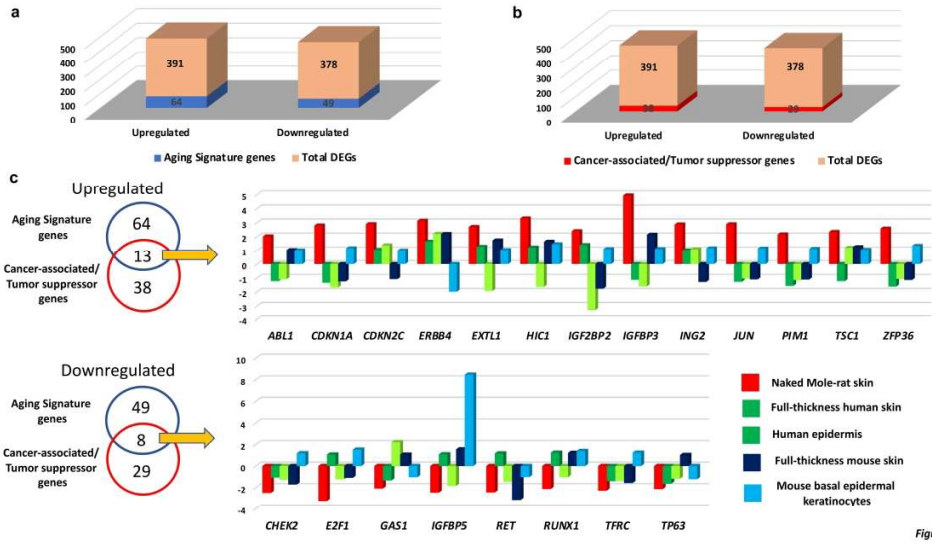 a
500
400
300
200
100
0
391
64
378
49
Upregulated
Downregulated
Aging Signature genes
Total DEGs
b
500
400
300
200
100
0
391
38
378
29
Upregulated
Downregulated
Cancer-associated/Tumor suppressor genes
Total DEGs
c
Upregulated
Aging Signature
genes
64
13
Cancer-associated/
Tumor suppressor
genes
38
5
4
3
2
1
0
-1
-2
-3
-4
ABL1 CDKN1A CDKN2C ERBB4 EXTL1 HIC1 IGF2BP2 IGFBP3 ING2 JUN PIM1 TSC1 ZFP36
Downregulated
Aging Signature
genes
49
8
Cancer-associated/
Tumor suppressor
genes
29
10
8
6
4
2
0
-2
-4
CHEK2 E2F1 GAS1 IGFBP5 RET RUNX1 TFRC TP63
Naked Mole-rat skin
Full-thickness human skin
Human epidermis
Full-thickness mouse skin
Mouse basal epidermal
keratinocytes
Figu